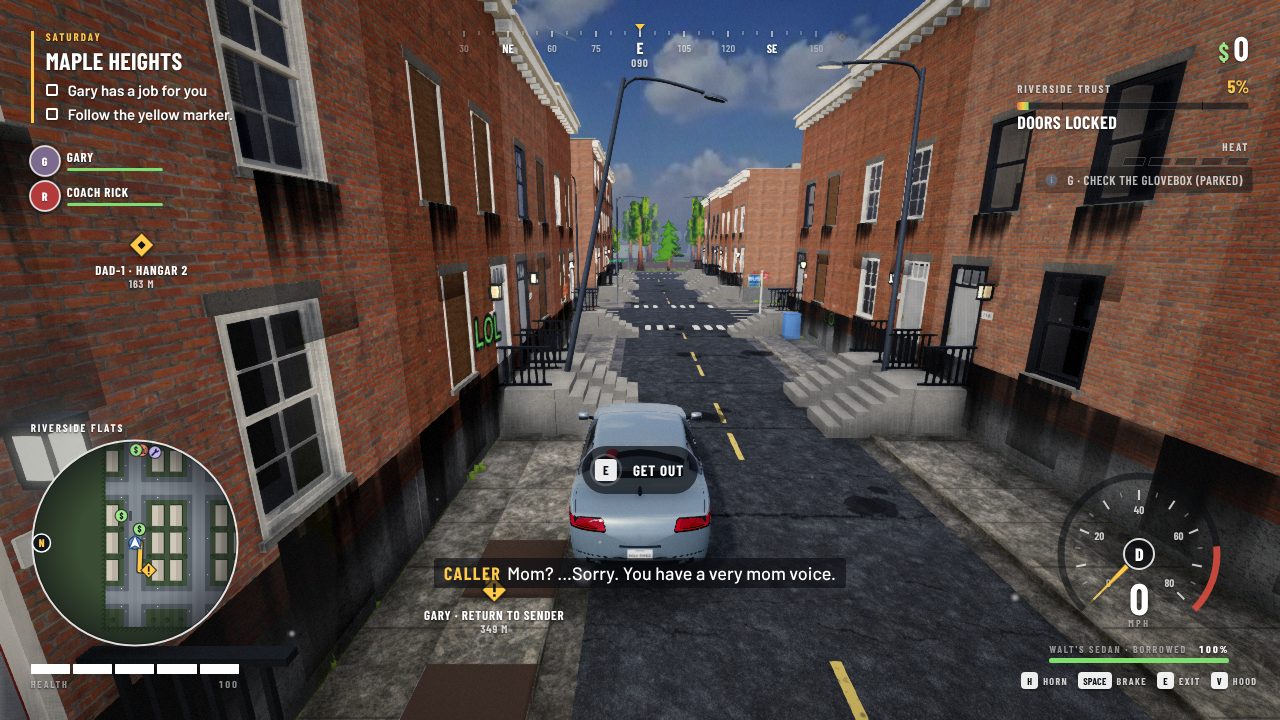 SATURDAY
MAPLE HEIGHTS
Gary has a job for you
Follow the yellow marker.
G GARY
R COACH RICK
DAD-1 · HANGAR 2
163 M
30 NE 60 75 E 105 120 SE 150
090
$0
RIVERSIDE TRUST 5%
DOORS LOCKED
HEAT
G · CHECK THE GLOVEBOX (PARKED)
LOL
E GET OUT
CALLER Mom? ...Sorry. You have a very mom voice.
GARY · RETURN TO SENDER
349 M
RIVERSIDE FLATS
N
HEALTH 100
0 20 40 60 80
D
0
MPH
WALT'S SEDAN · BORROWED 100%
H HORN SPACE BRAKE E EXIT V HOOD